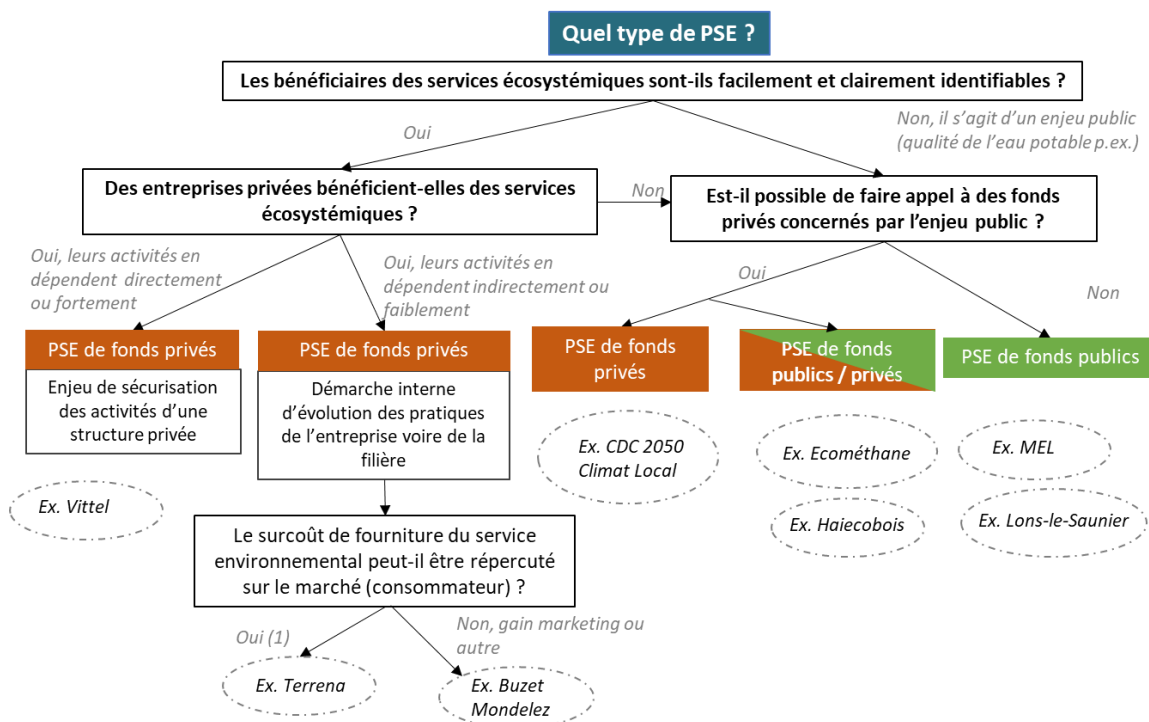 Quel type de PSE ?
Les bénéficiaires des services écosystémiques sont-ils facilement et clairement identifiables ?
Oui
Non, il s’agit d’un enjeu public
(qualité de l’eau potable p.ex.)
Des entreprises privées bénéficient-elles des services
écosystémiques ?
Non
Est-il possible de faire appel à des fonds
privés concernés par l’enjeu public ?
Oui, leurs activités en
dépendent directement
ou fortement
Oui, leurs activités en
dépendent indirectement ou
faiblement
Oui
Non
PSE de fonds privés
Enjeu de sécurisation
des activités d’une
structure privée
PSE de fonds privés
Démarche interne
d’évolution des pratiques
de l’entreprise voire de la
filière
PSE de fonds
privés
PSE de fonds
publics / privés
PSE de fonds publics
Ex. Vittel
Ex. CDC 2050
Climat Local
Ex. Ecométhane
Ex. MEL
Ex. Haiecobois
Ex. Lons-le-Saunier
Le surcoût de fourniture du service
environnemental peut-il être répercuté
sur le marché (consommateur) ?
Oui (1)
Non, gain marketing ou
autre
Ex. Terrena
Ex. Buzet
Mondelez